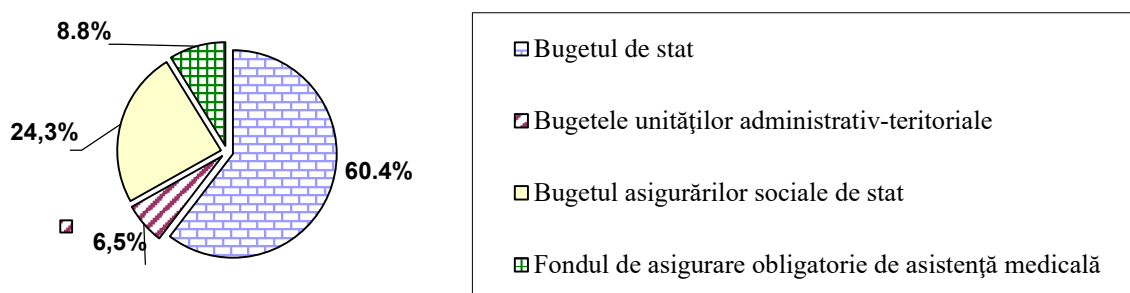 8.8%
24,3%
60.4%
6,5%
Bugetul de stat
Bugetele unităţilor administrativ-teritoriale
Bugetul asigurărilor sociale de stat
Fondul de asigurare obligatorie de asistenţă medicală